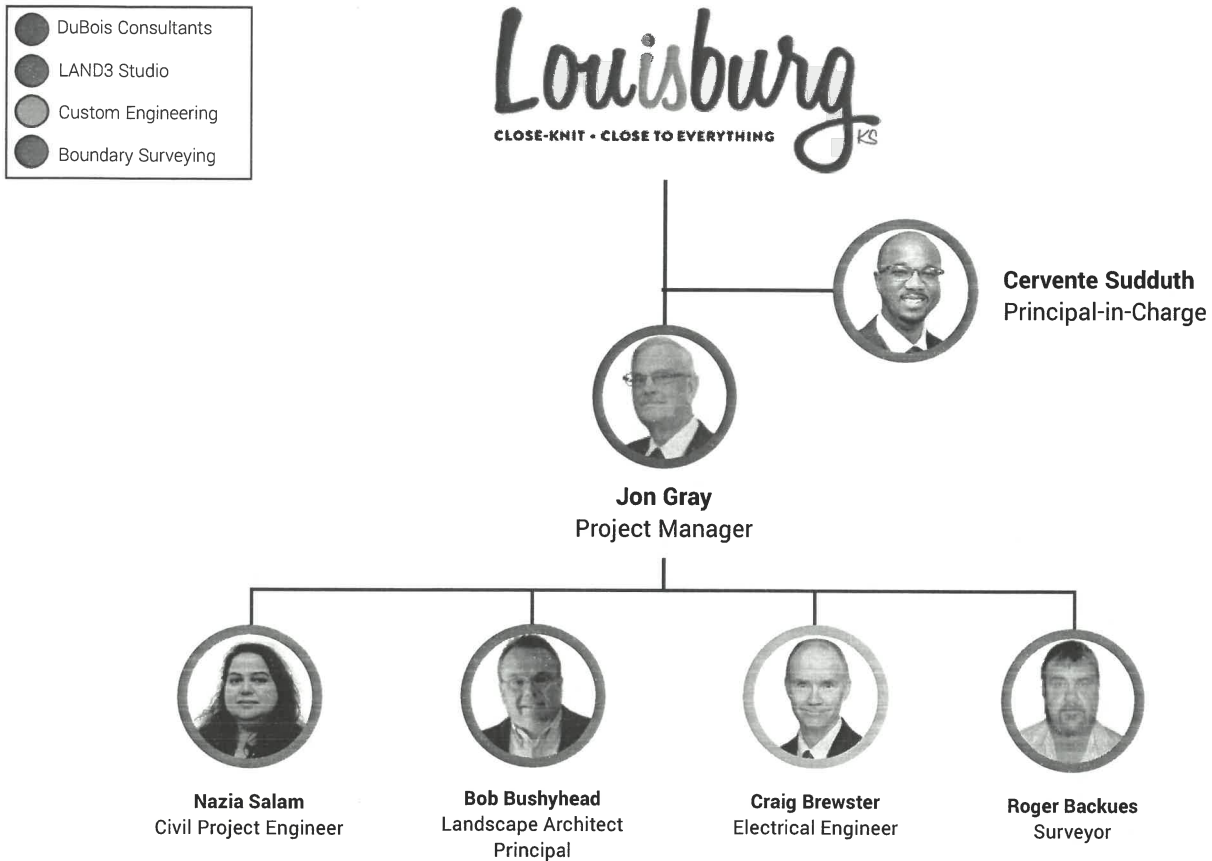 DuBois Consultants
LAND3 Studio
Custom Engineering
Boundary Surveying
Louisburg
CLOSE-KNIT • CLOSE TO EVERYTHING
KS
Cervente Sudduth
Principal-in-Charge
Jon Gray
Project Manager
Nazia Salam
Civil Project Engineer
Bob Bushyhead
Landscape Architect
Principal
Craig Brewster
Electrical Engineer
Roger Backues
Surveyor